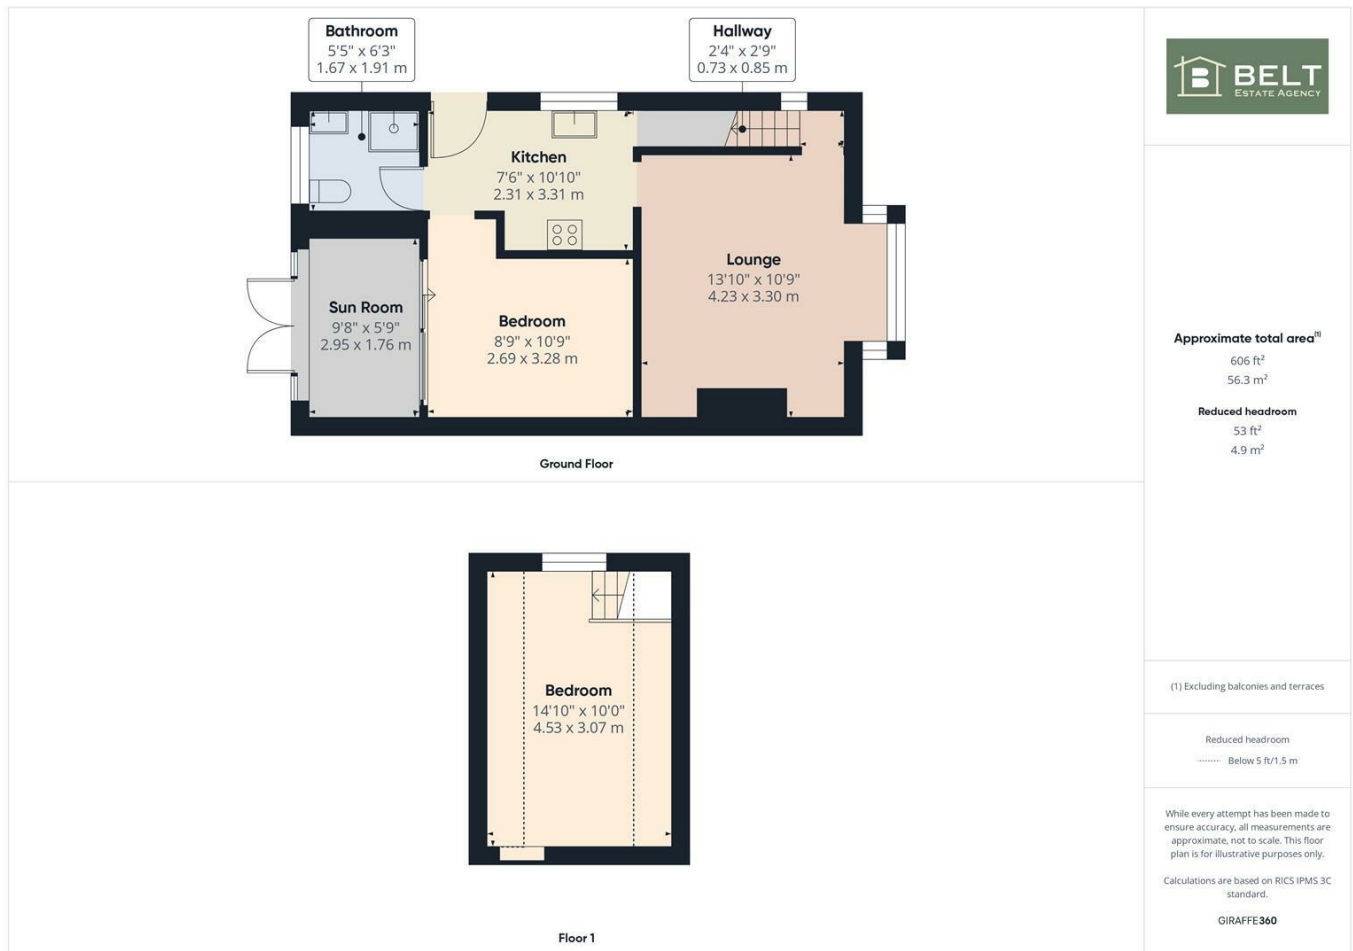 Bathroom
5'5" x 6'3"
1.67 x 1.91 m
Hallway
2'4" x 2'9"
0.73 x 0.85 m
Kitchen
7'6" x 10'10"
2.31 x 3.31 m
Lounge
13'10" x 10'9"
4.23 x 3.30 m
Sun Room
9'8" x 5'9"
2.95 x 1.76 m
Bedroom
8'9" x 10'9"
2.69 x 3.28 m
Ground Floor
Bedroom
14'10" x 10'0"
4.53 x 3.07 m
Floor 1
B BELT
ESTATE AGENCY
Approximate total area⁽¹⁾
606 ft²
56.3 m²
Reduced headroom
53 ft²
4.9 m²
(1) Excluding balconies and terraces
Reduced headroom
Below 5 ft/1.5 m
While every attempt has been made to
ensure accuracy, all measurements are
approximate, not to scale. This floor
plan is for illustrative purposes only.
Calculations are based on RICS IPMS 3C
standard.
GIRAFFE360